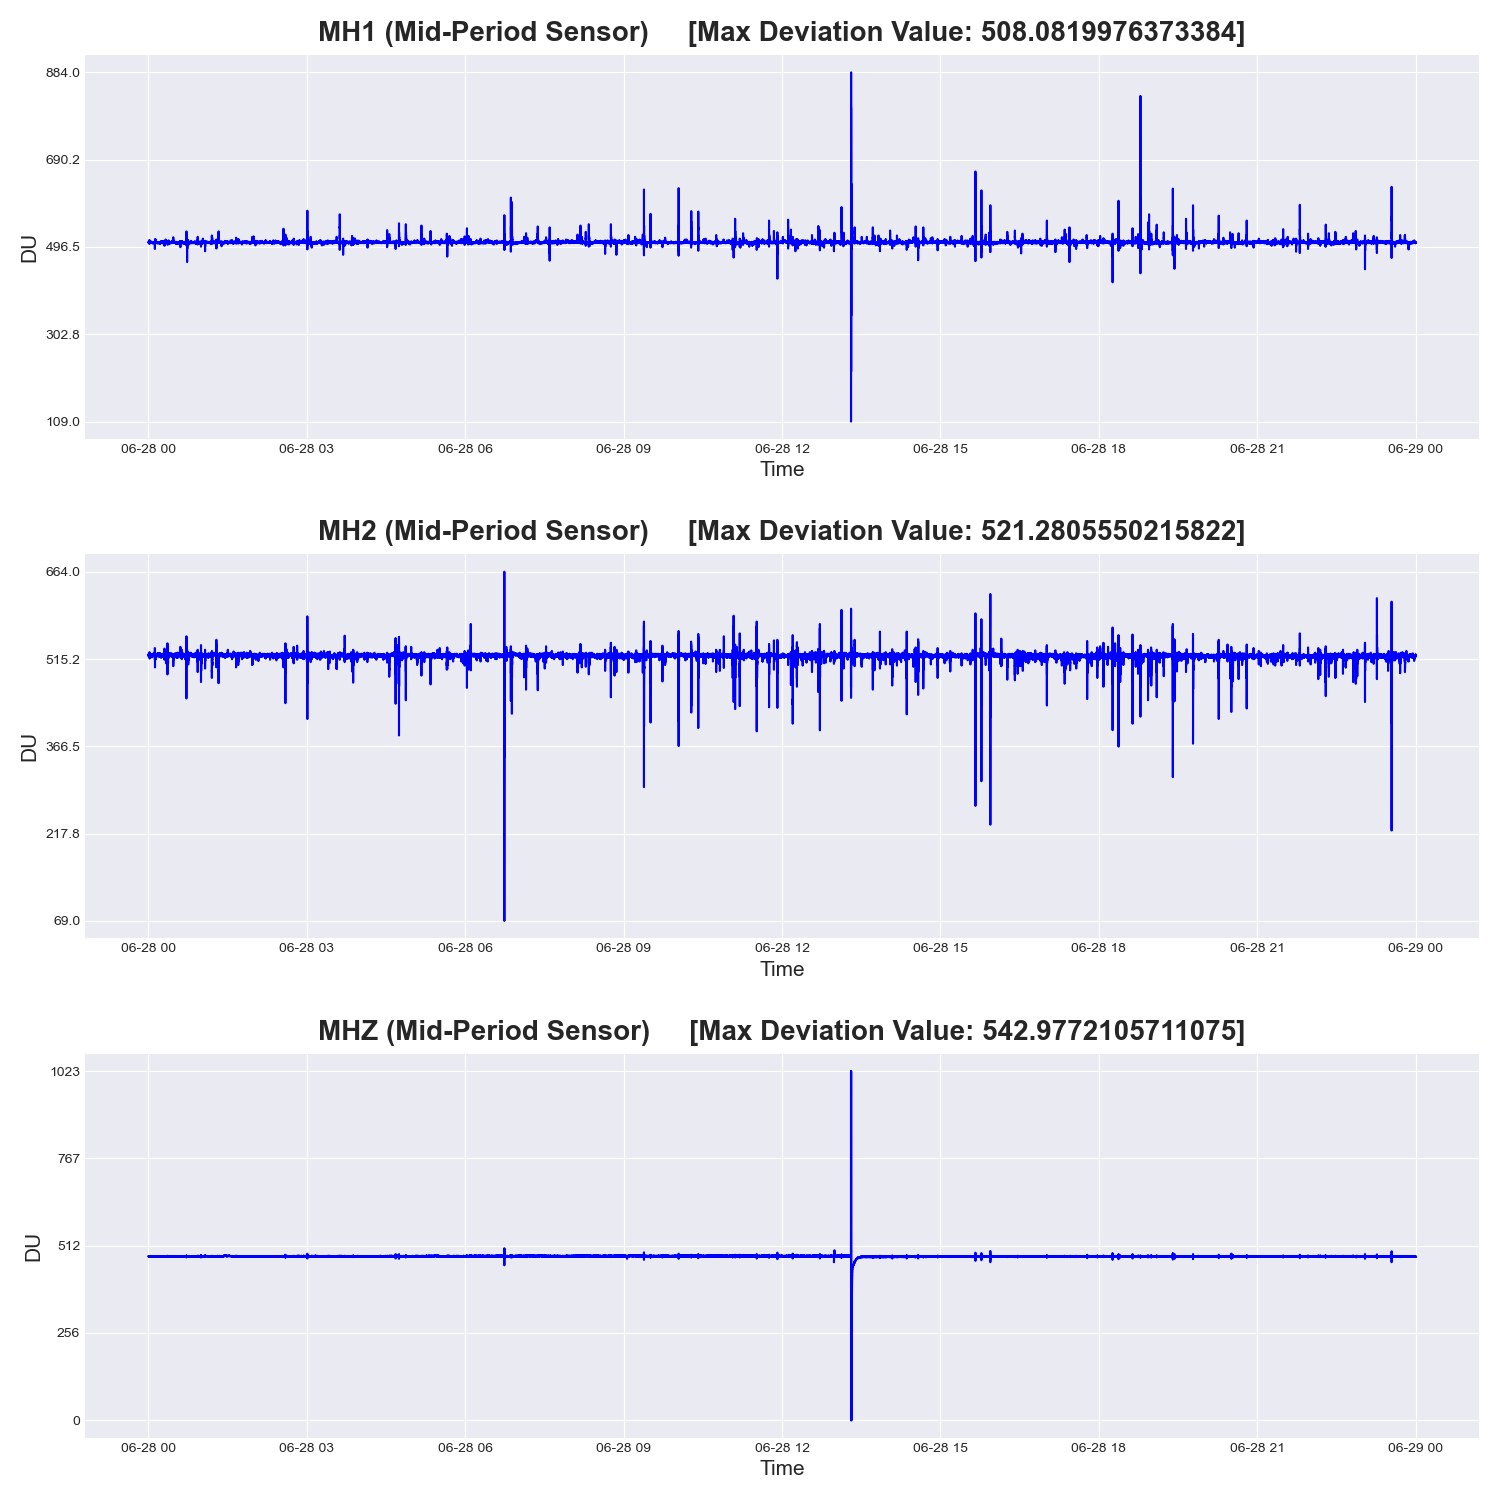 MH1 (Mid-Period Sensor) [Max Deviation Value: 508.0819976373384]
884.0
690.2
496.5
302.8
109.0
DU
06-28 00 06-28 03 06-28 06 06-28 09 06-28 12 06-28 15 06-28 18 06-28 21 06-29 00
Time
MH2 (Mid-Period Sensor) [Max Deviation Value: 521.2805550215822]
664.0
515.2
366.5
217.8
69.0
DU
06-28 00 06-28 03 06-28 06 06-28 09 06-28 12 06-28 15 06-28 18 06-28 21 06-29 00
Time
MHZ (Mid-Period Sensor) [Max Deviation Value: 542.9772105711075]
1023
767
512
256
0
DU
06-28 00 06-28 03 06-28 06 06-28 09 06-28 12 06-28 15 06-28 18 06-28 21 06-29 00
Time